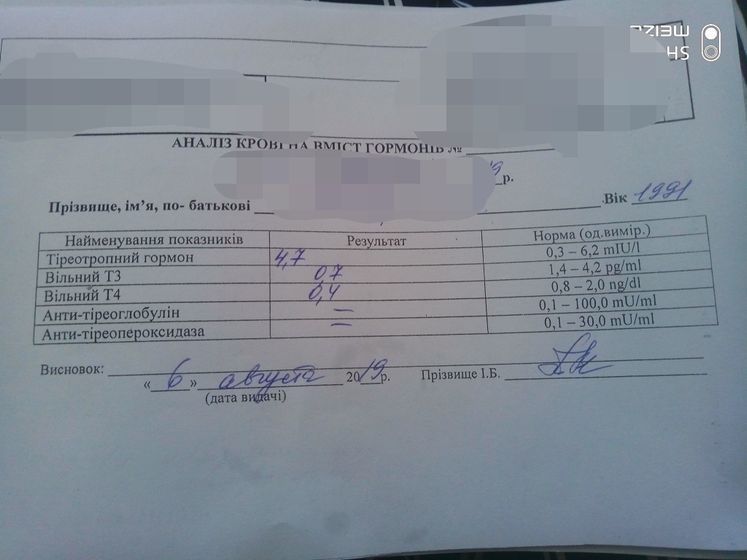 MEIZU
SH
АНАЛІЗ КРОВІ НА ВМІСТ ГОРМОНІВ №
9 р.
Прізвище, ім'я, по- батькові Вік 1991
Найменування показників Результат Норма (од.вимір.)
Тіреотропний гормон 4,7 0,3 – 6,2 mIU/l
Вільний Т3 0,7 1,4 – 4,2 pg/ml
Вільний Т4 0,4 0,8 – 2,0 ng/dl
Анти-тіреоглобулін — 0,1 – 100,0 mU/ml
Анти-тіреопероксидаза = 0,1 – 30,0 mU/ml
Висновок:
« 6 » августа 2019р. Прізвище І.Б.
(дата видачі)